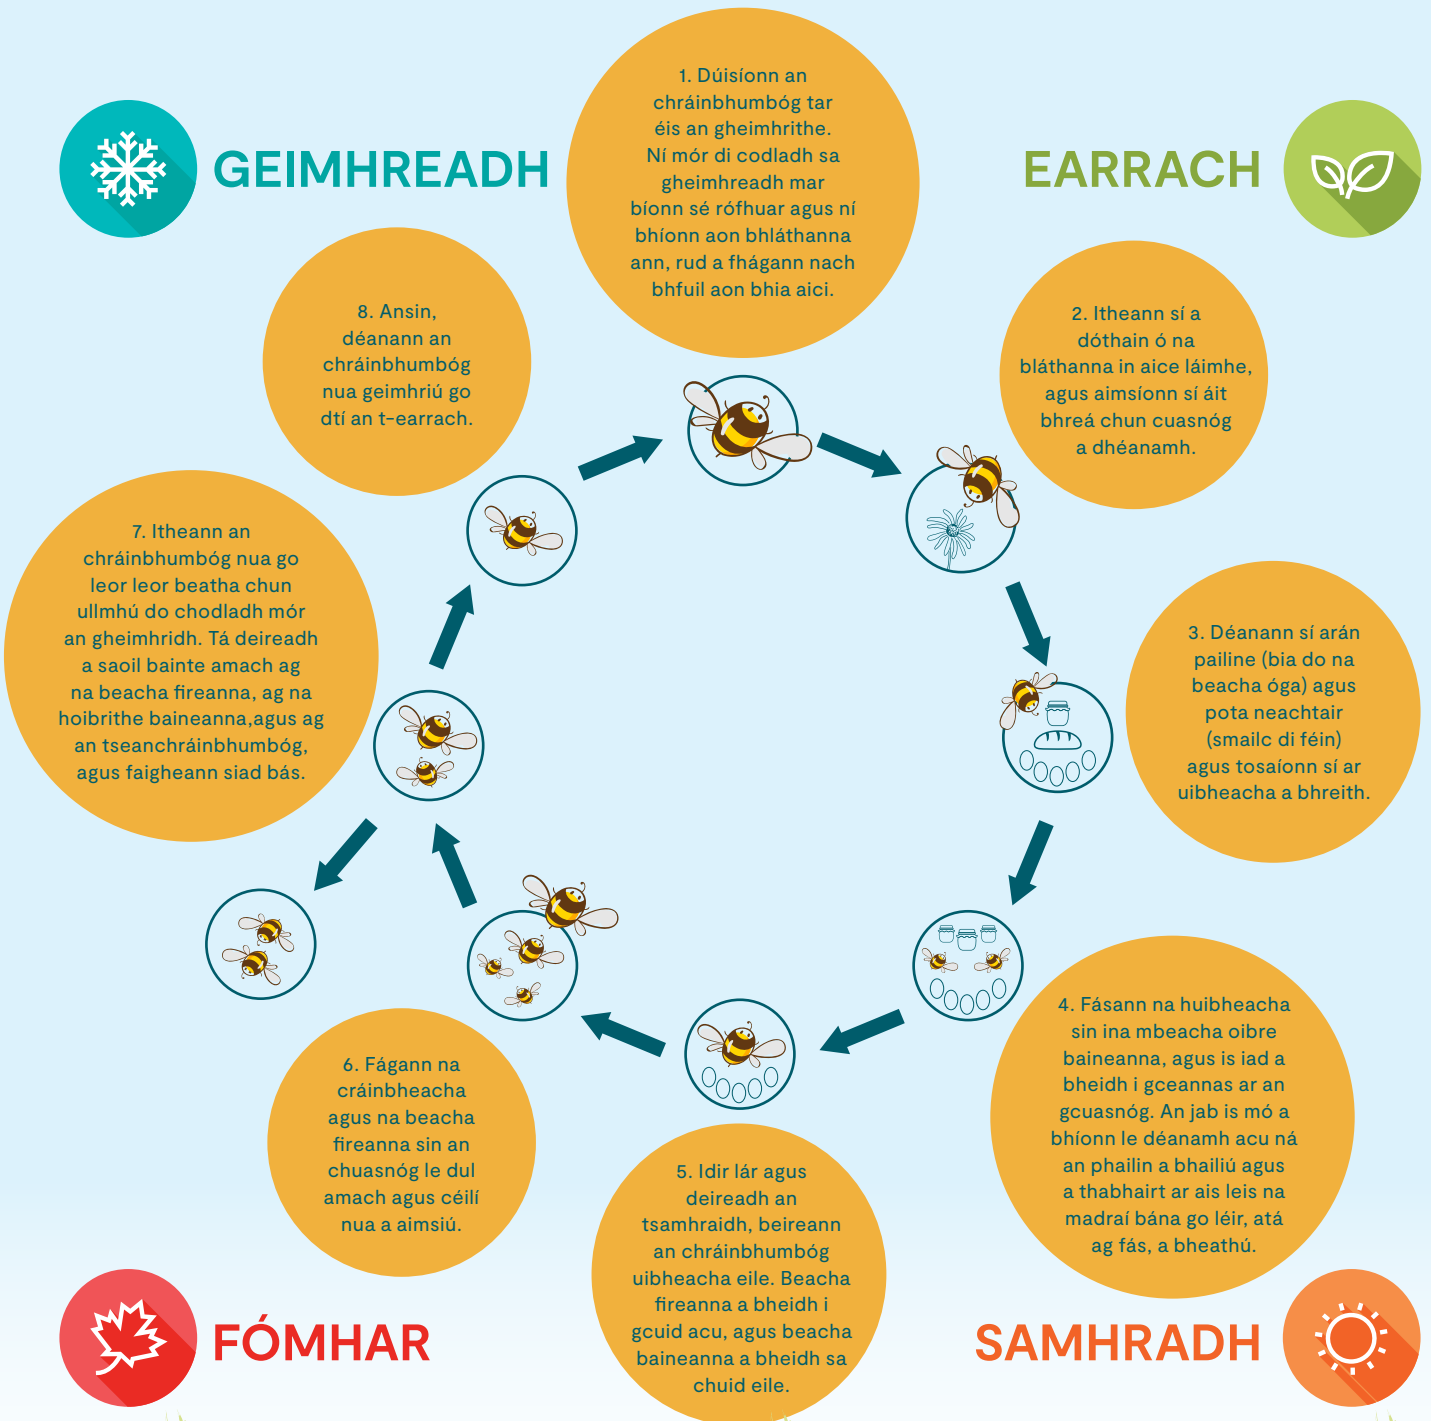 GEIMHREADH
EARRACH
1. Dúisíonn an
chráinbhumbóg tar
éis an gheimhrithe.
Ní mór di codladh sa
gheimhreadh mar
bíonn sé rófhuar agus ní
bhíonn aon bhláthanna
ann, rud a fhágann nach
bhfuil aon bhia aici.
2. Itheann sí a
dóthain ó na
bláthanna in aice láimhe,
agus aimsíonn sí áit
bhreá chun cuasnóg
a dhéanamh.
3. Déanann sí arán
pailine (bia do na
beacha óga) agus
pota neachtair
(smailc di féin)
agus tosaíonn sí ar
uibheacha a bhreith.
4. Fásann na huibheacha
sin ina mbeacha oibre
baineanna, agus is iad a
bheidh i gceannas ar an
gcuasnóg. An jab is mó a
bhíonn le déanamh acu ná
an phailin a bhailiú agus
a thabhairt ar ais leis na
madraí bána go léir, atá
ag fás, a bheathú.
5. Idir lár agus
deireadh an
tsamhraidh, beireann
an chráinbhumbóg
uibheacha eile. Beacha
fireanna a bheidh i
gcuid acu, agus beacha
baineanna a bheidh sa
chuid eile.
6. Fágann na
cráinbheacha
agus na beacha
fireanna sin an
chuasnóg le dul
amach agus céilí
nua a aimsiú.
7. Itheann an
chráinbhumbóg nua go
leor leor beatha chun
ullmhú do chodladh mór
an gheimhridh. Tá deireadh
a saoil bainte amach ag
na beacha fireanna, ag na
hoibrithe baineanna,agus ag
an tseanchráinbhumbóg,
agus faigheann siad bás.
8. Ansin,
déanann an
chráinbhumbóg
nua geimhriú go
dtí an t-earrach.
FÓMHAR
SAMHRADH